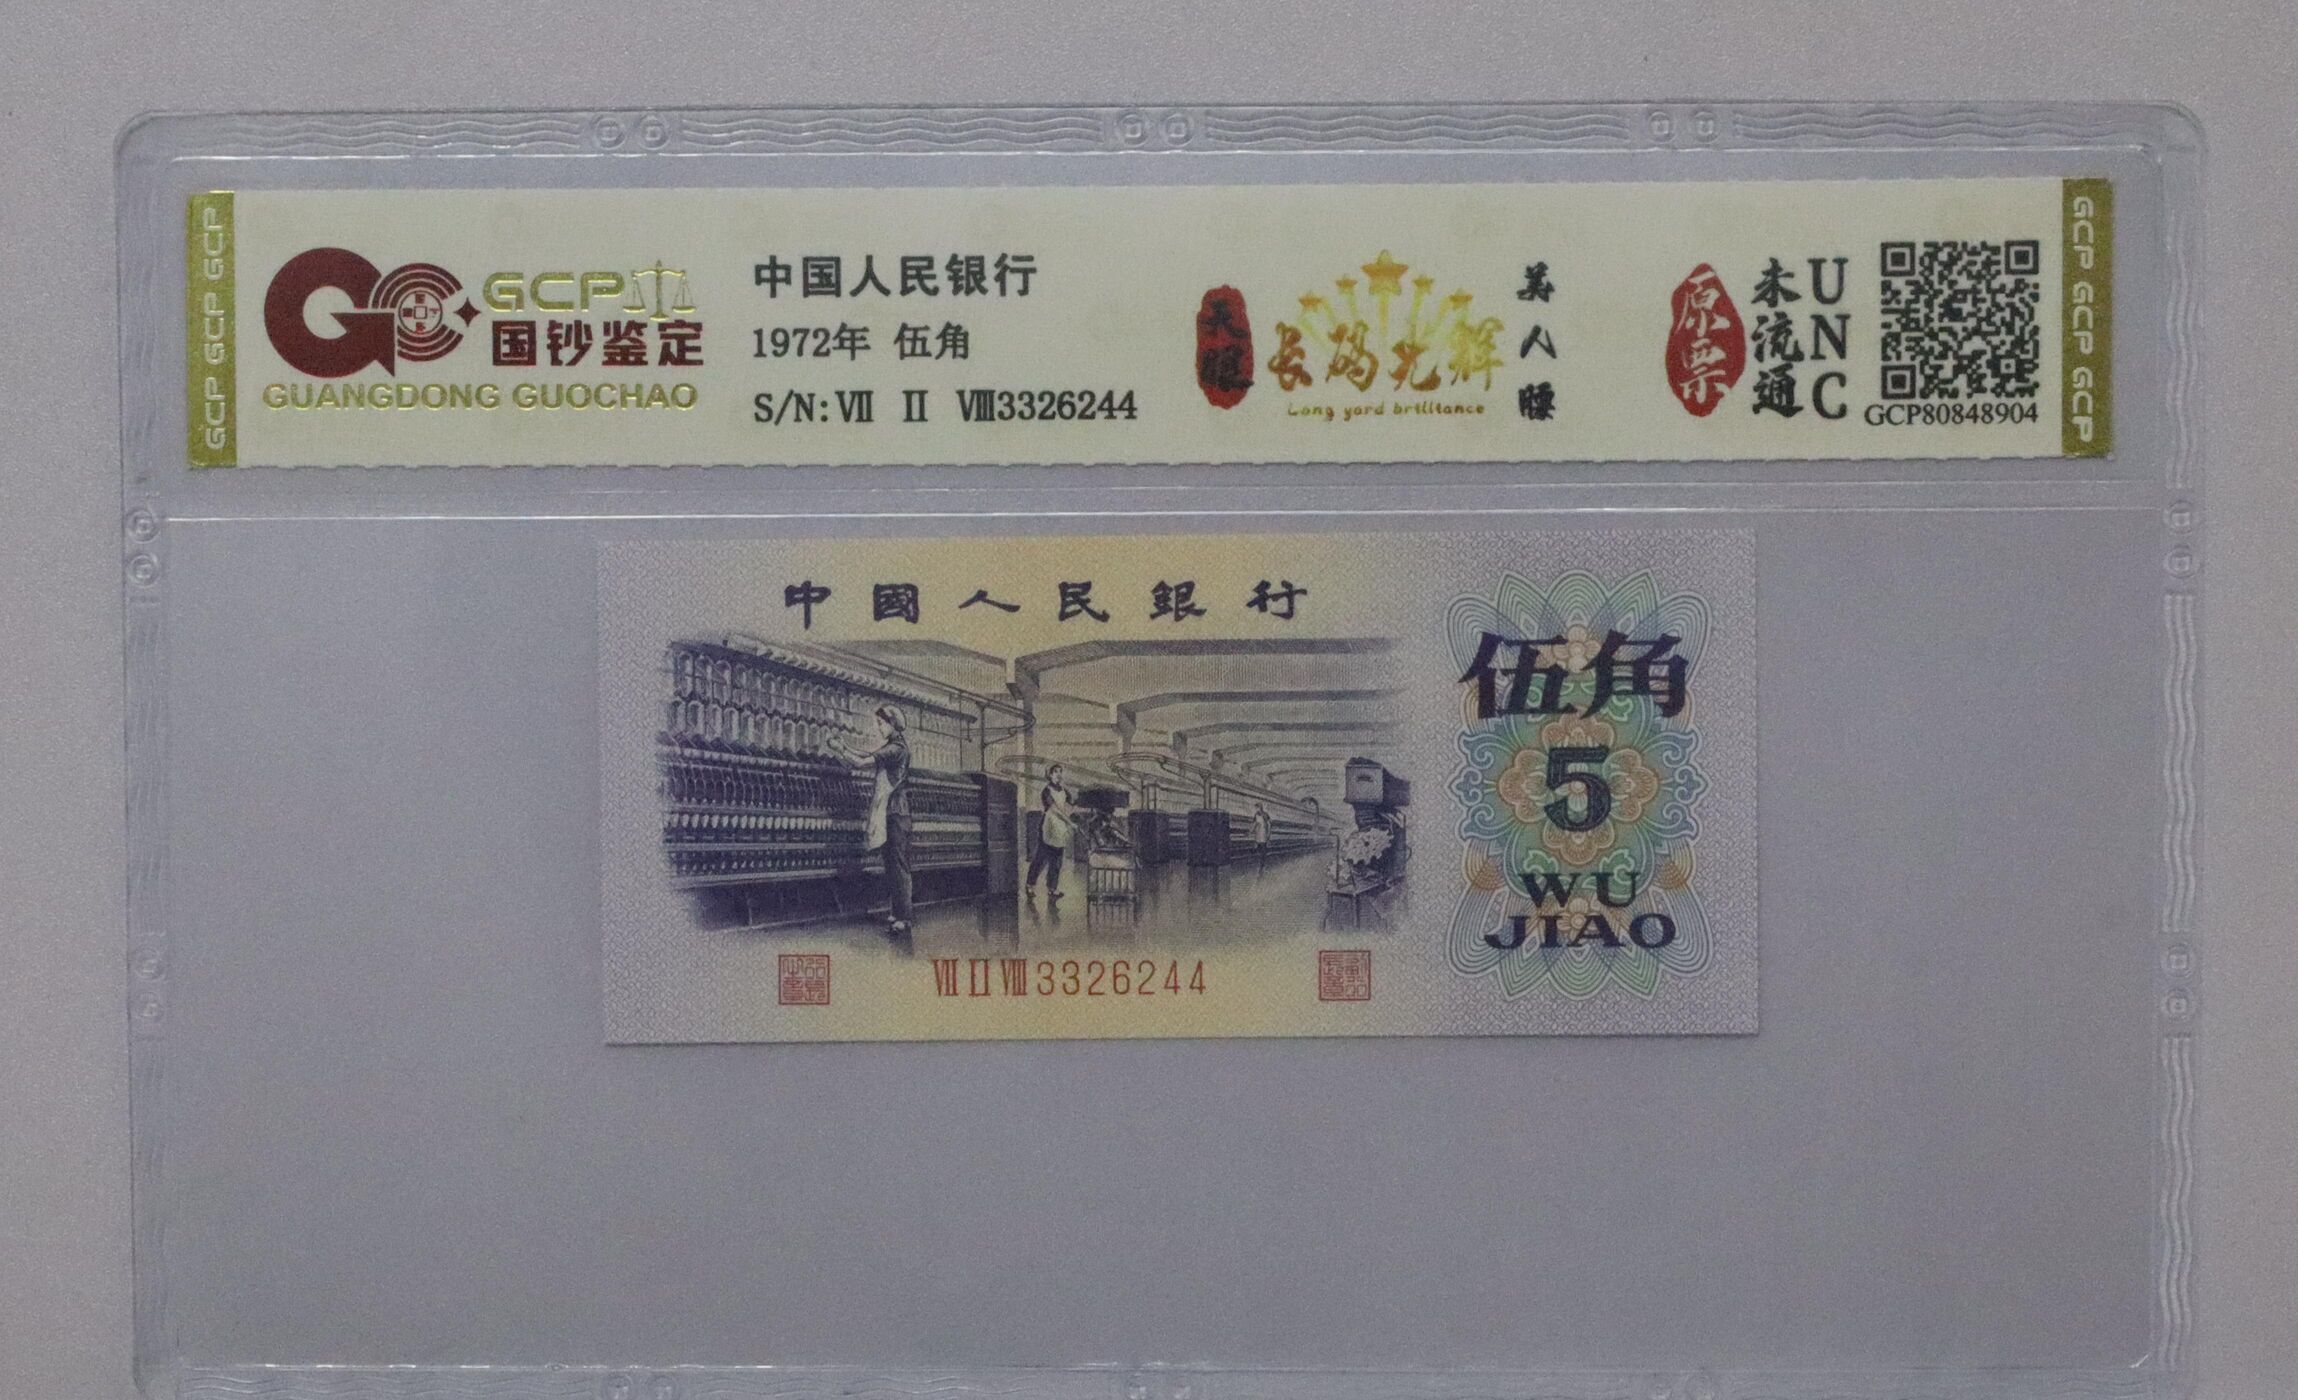 GCP GCP GCP
GCP
国钞鉴定
GUANGDONG GUOCHAO
中国人民银行
1972年 伍角
S/N: Ⅶ Ⅱ Ⅷ3326244
天眼
长码光辉
Long yard brilliance
美人腰
原票
未流通
UNC
GCP80848904
GCP GCP GCP
中國人民銀行
伍角
5
WU
JIAO
Ⅶ Ⅱ Ⅷ 3326244